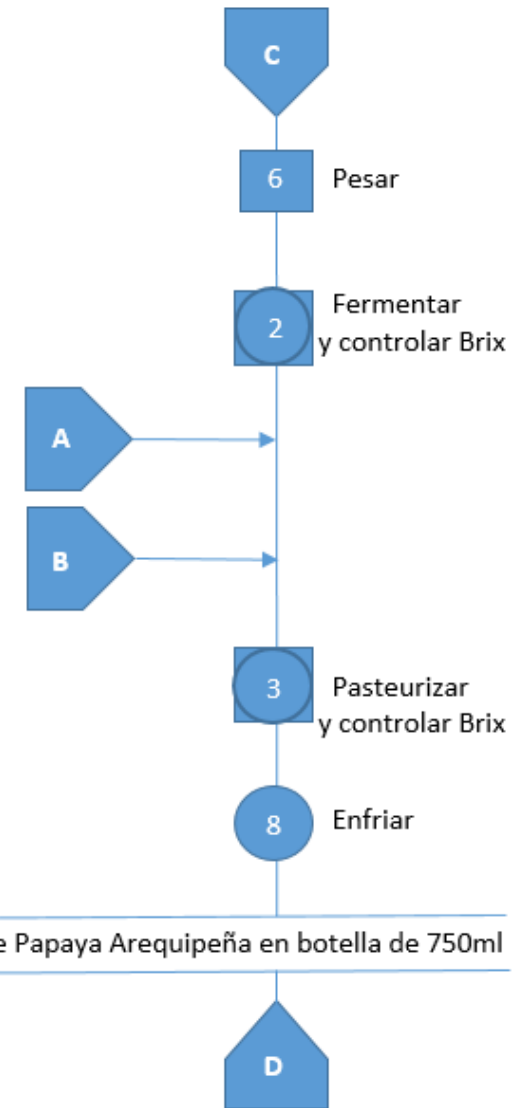 C
6 Pesar
2 Fermentar
y controlar Brix
A
B
3 Pasteurizar
y controlar Brix
8 Enfriar
e Papaya Arequipeña en botella de 750ml
D